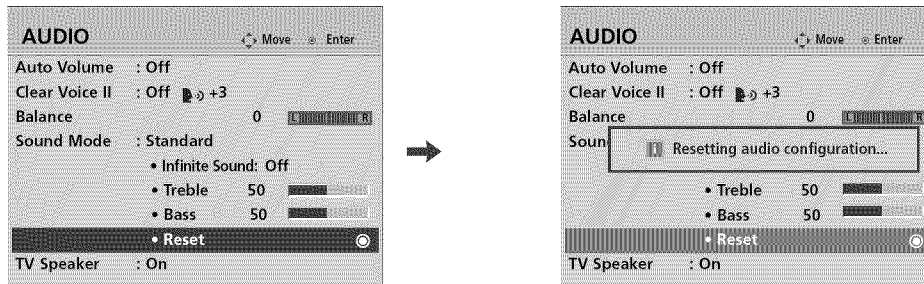 AUDIO
Move Enter
Auto Volume : Off
Clear Voice II : Off +3
Balance 0 L R
Sound Mode : Standard
• Infinite Sound: Off
• Treble 50
• Bass 50
• Reset
TV Speaker : On
AUDIO
Move Enter
Auto Volume : Off
Clear Voice II : Off +3
Balance 0 L R
Soun
Resetting audio configuration...
• Treble 50
• Bass 50
• Reset
TV Speaker : On